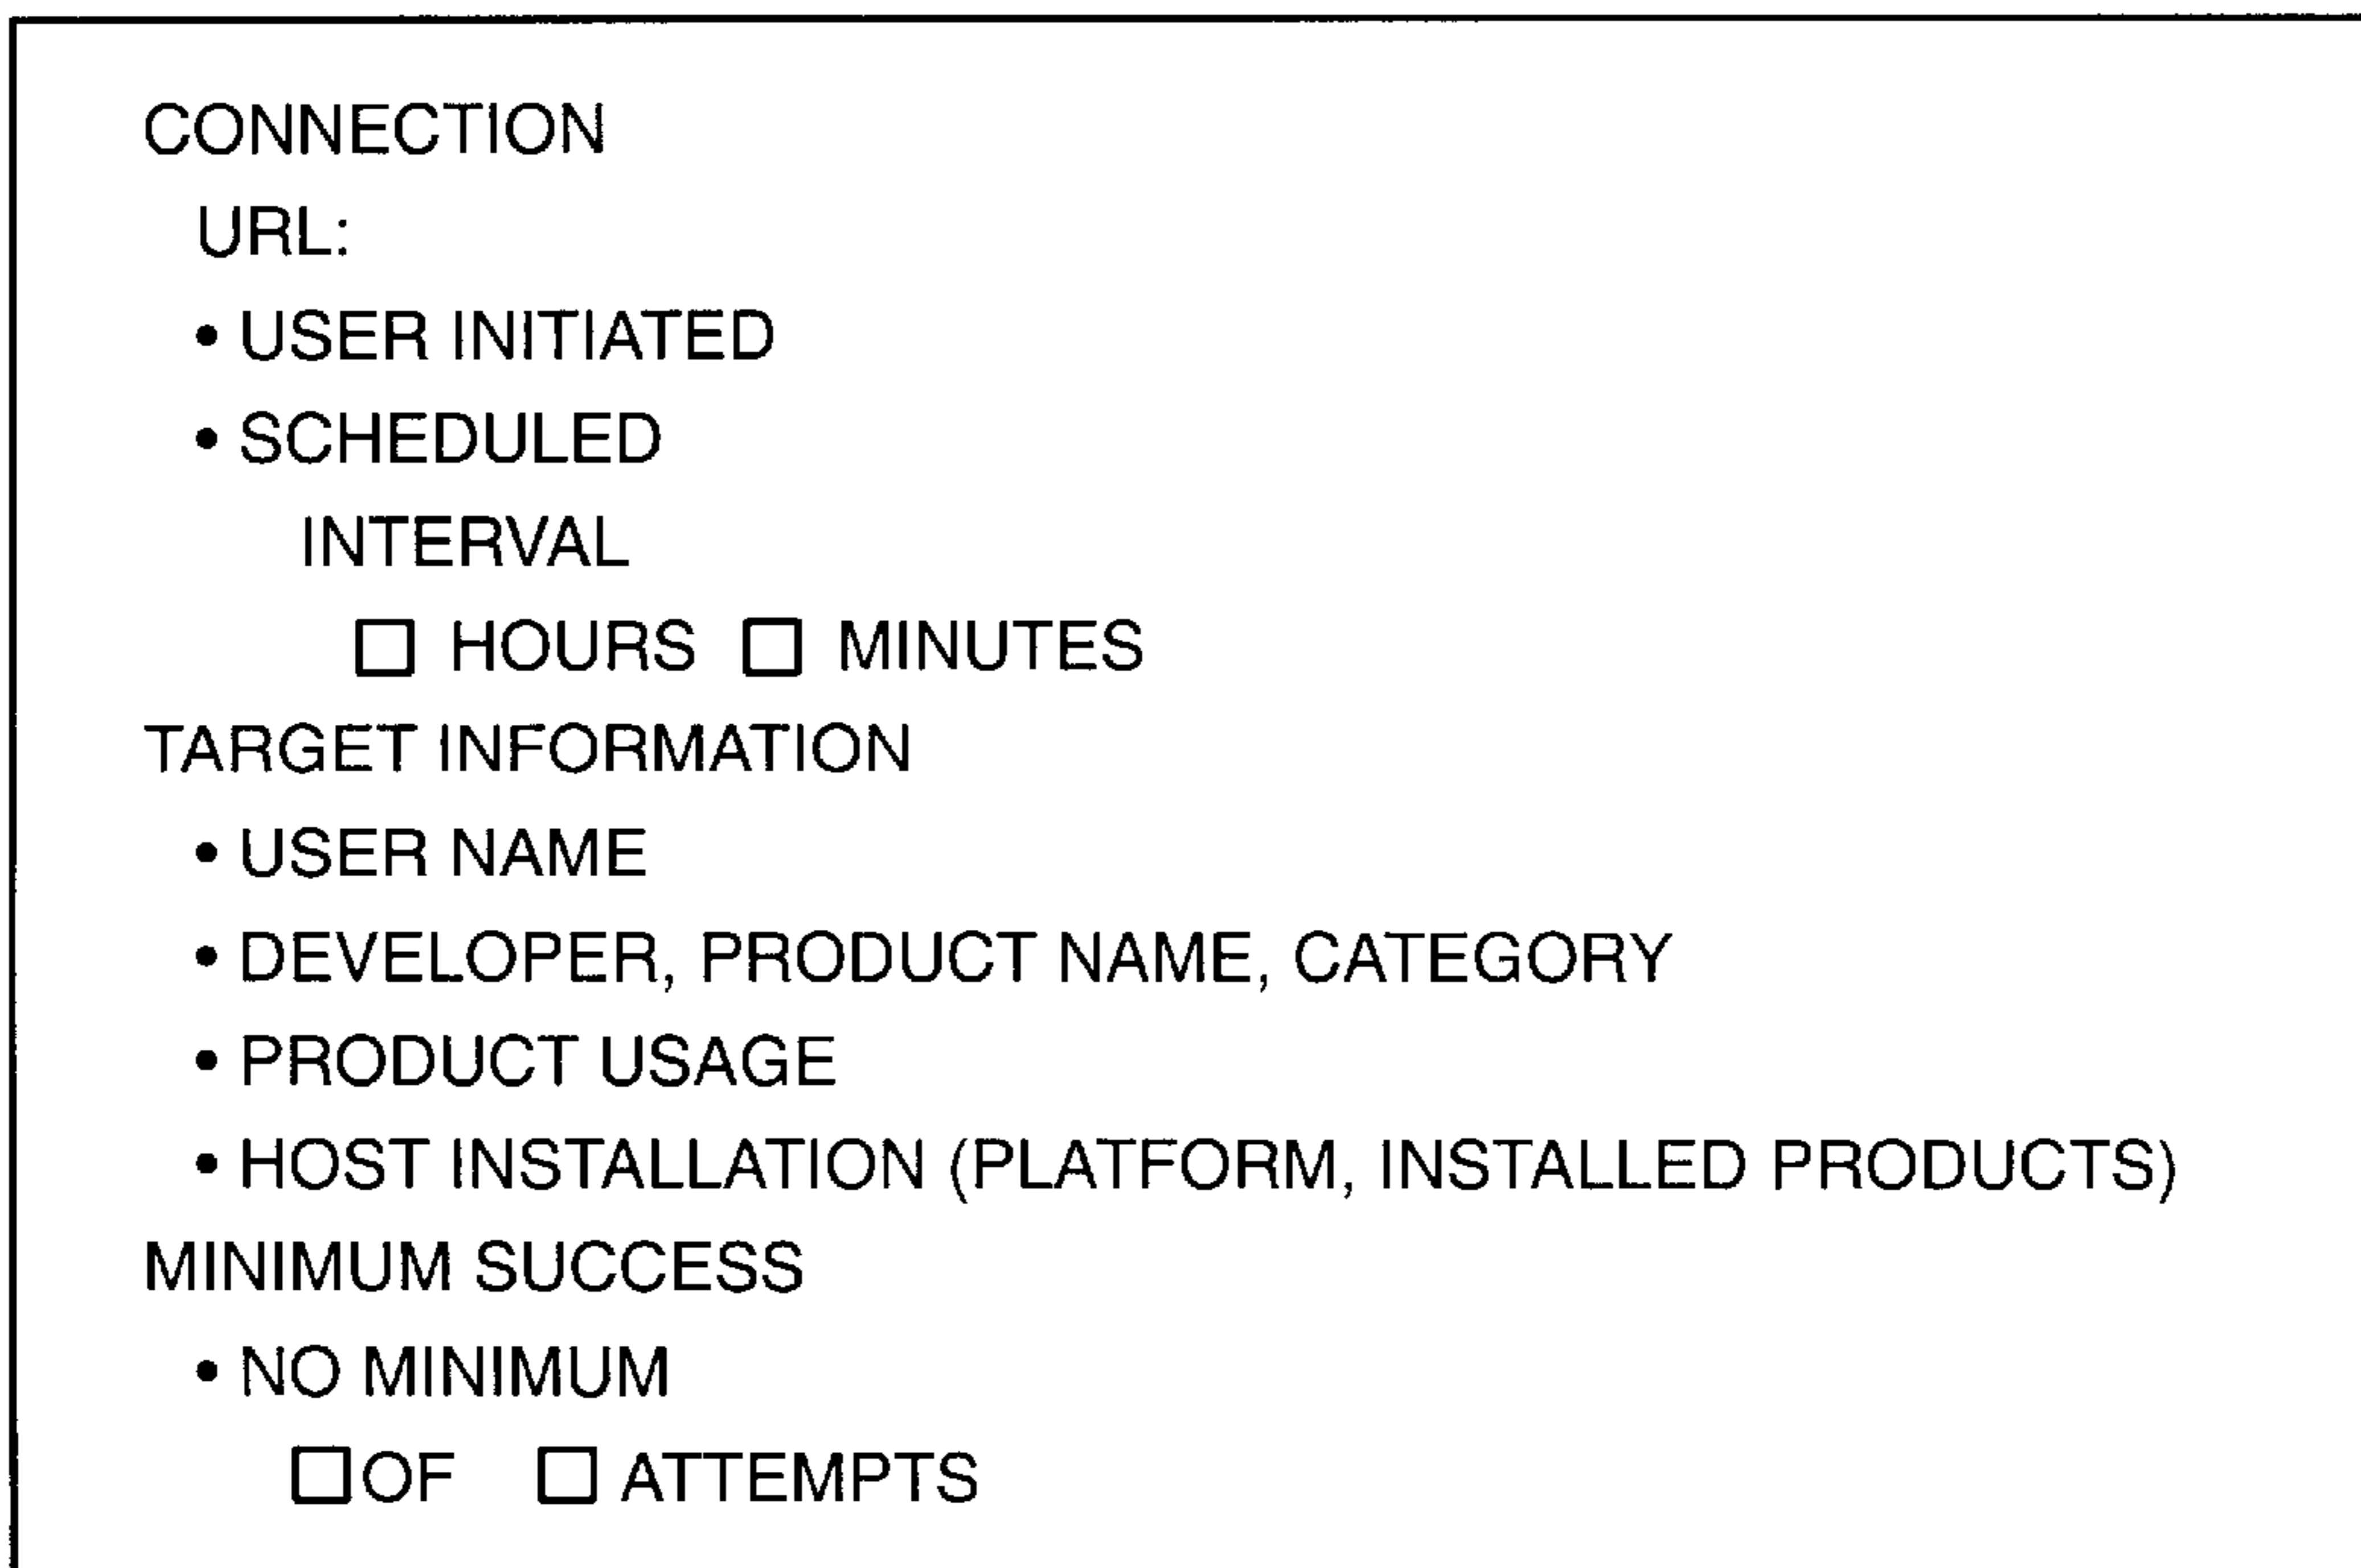 CONNECTION
URL:
• USER INITIATED
• SCHEDULED
INTERVAL
☐ HOURS ☐ MINUTES
TARGET INFORMATION
• USER NAME
• DEVELOPER, PRODUCT NAME, CATEGORY
• PRODUCT USAGE
• HOST INSTALLATION (PLATFORM, INSTALLED PRODUCTS)
MINIMUM SUCCESS
• NO MINIMUM
☐ OF ☐ ATTEMPTS